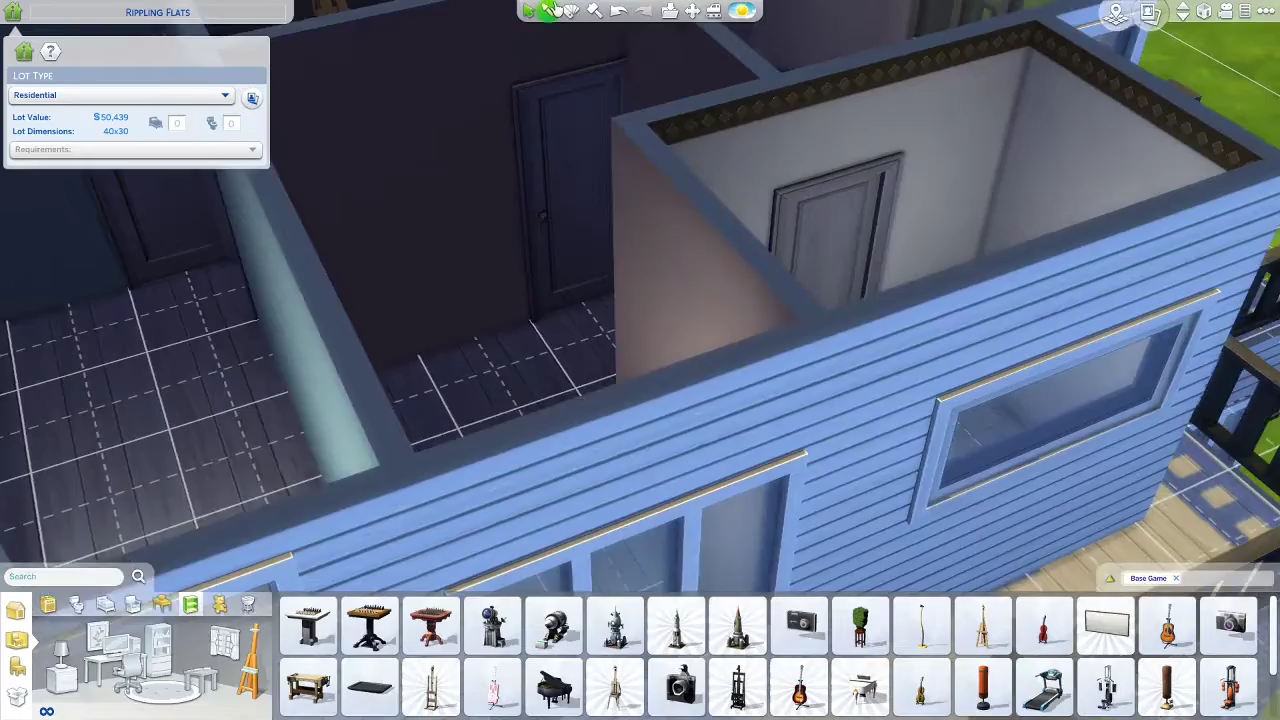 Rippling Flats
?
Lot Type
Residential
Lot Value: §50,439
0
0
Lot Dimensions: 40x30
Requirements:
Search
Base Game